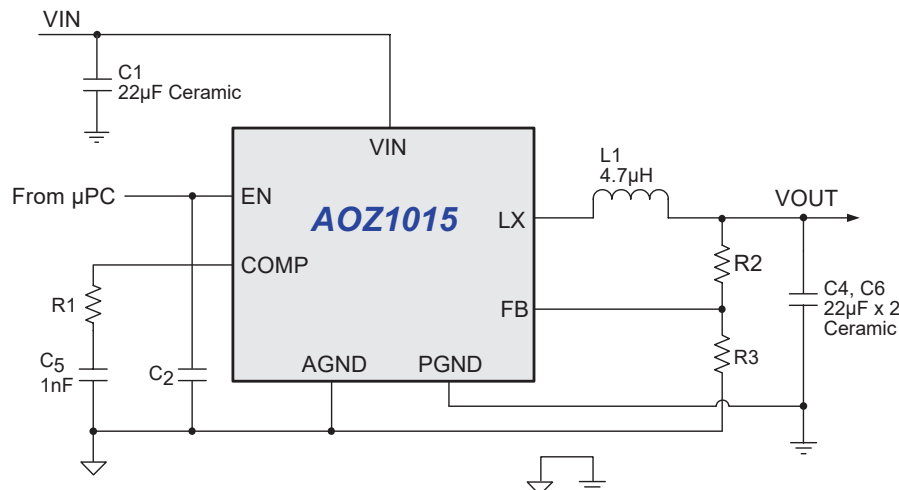 VIN
C1
22µF Ceramic
VIN
L1
4.7µH
From µPC
EN
AOZ1015
LX
VOUT
COMP
R2
R1
FB
C4, C6
22µF x 2
Ceramic
C5
1nF
C2
AGND
PGND
R3